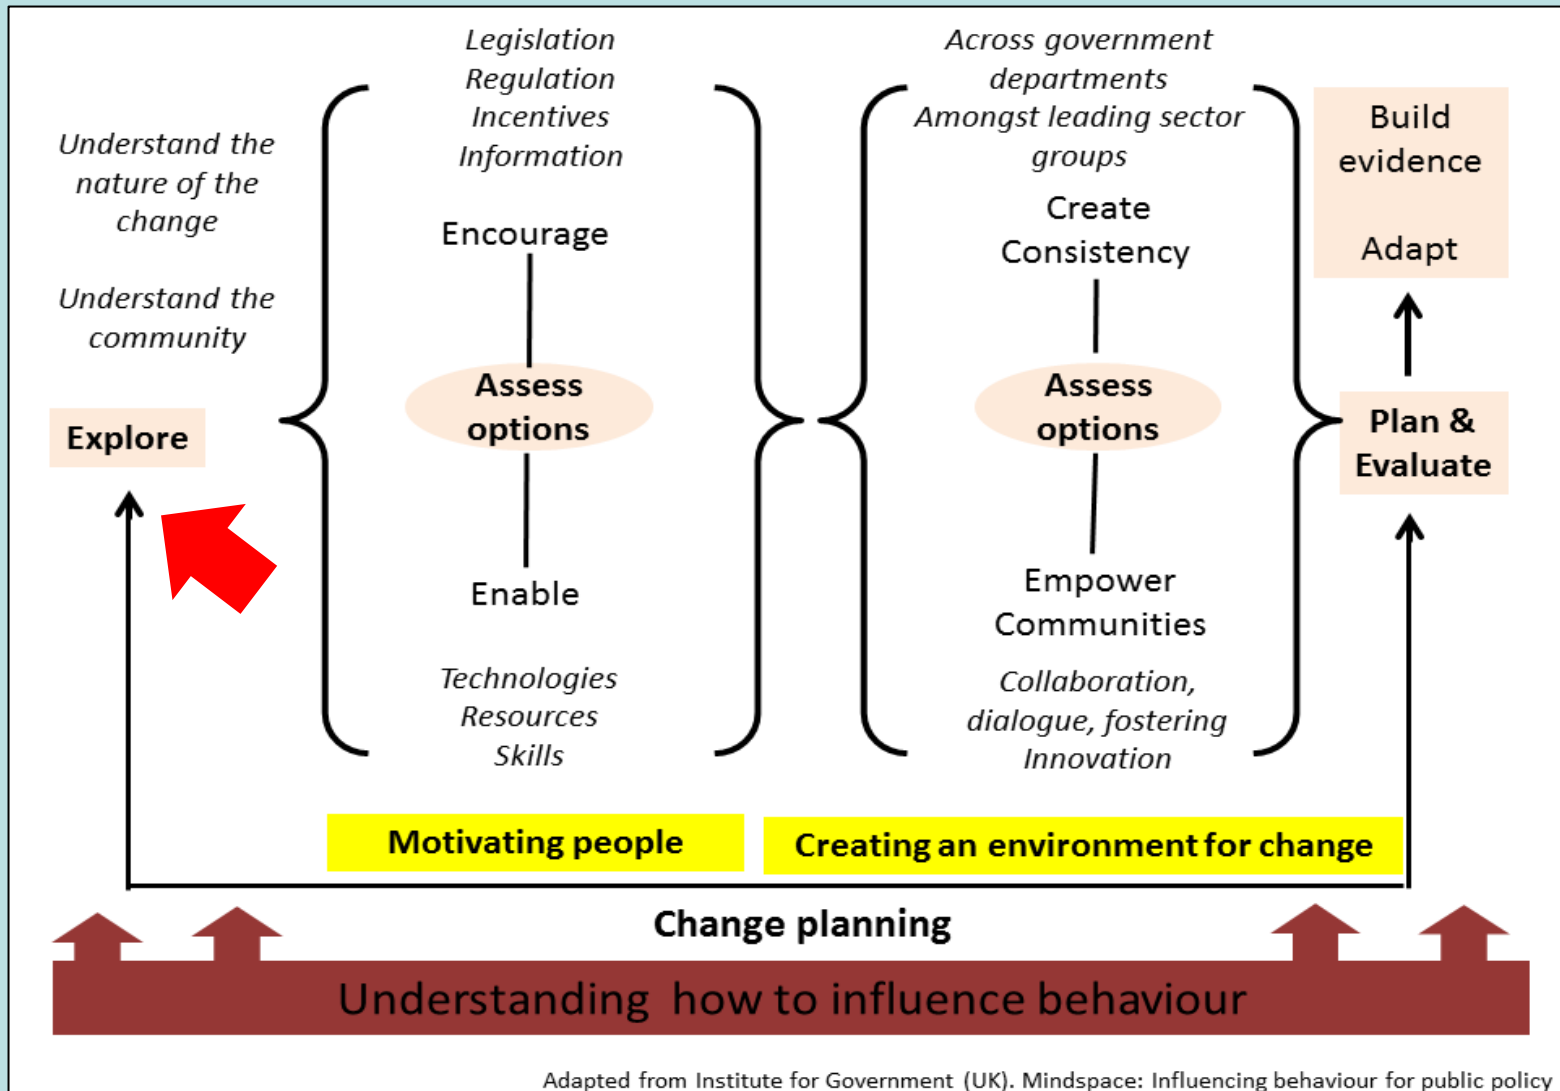 Understand the
nature of the
change
Understand the
community
Explore
Legislation
Regulation
Incentives
Information
Encourage
Assess
options
Enable
Technologies
Resources
Skills
Across government
departments
Amongst leading sector
groups
Create
Consistency
Assess
options
Empower
Communities
Collaboration,
dialogue, fostering
Innovation
Build
evidence
Adapt
Plan &
Evaluate
Motivating people
Creating an environment for change
Change planning
Understanding how to influence behaviour
Adapted from Institute for Government (UK). Mindspace: Influencing behaviour for public policy